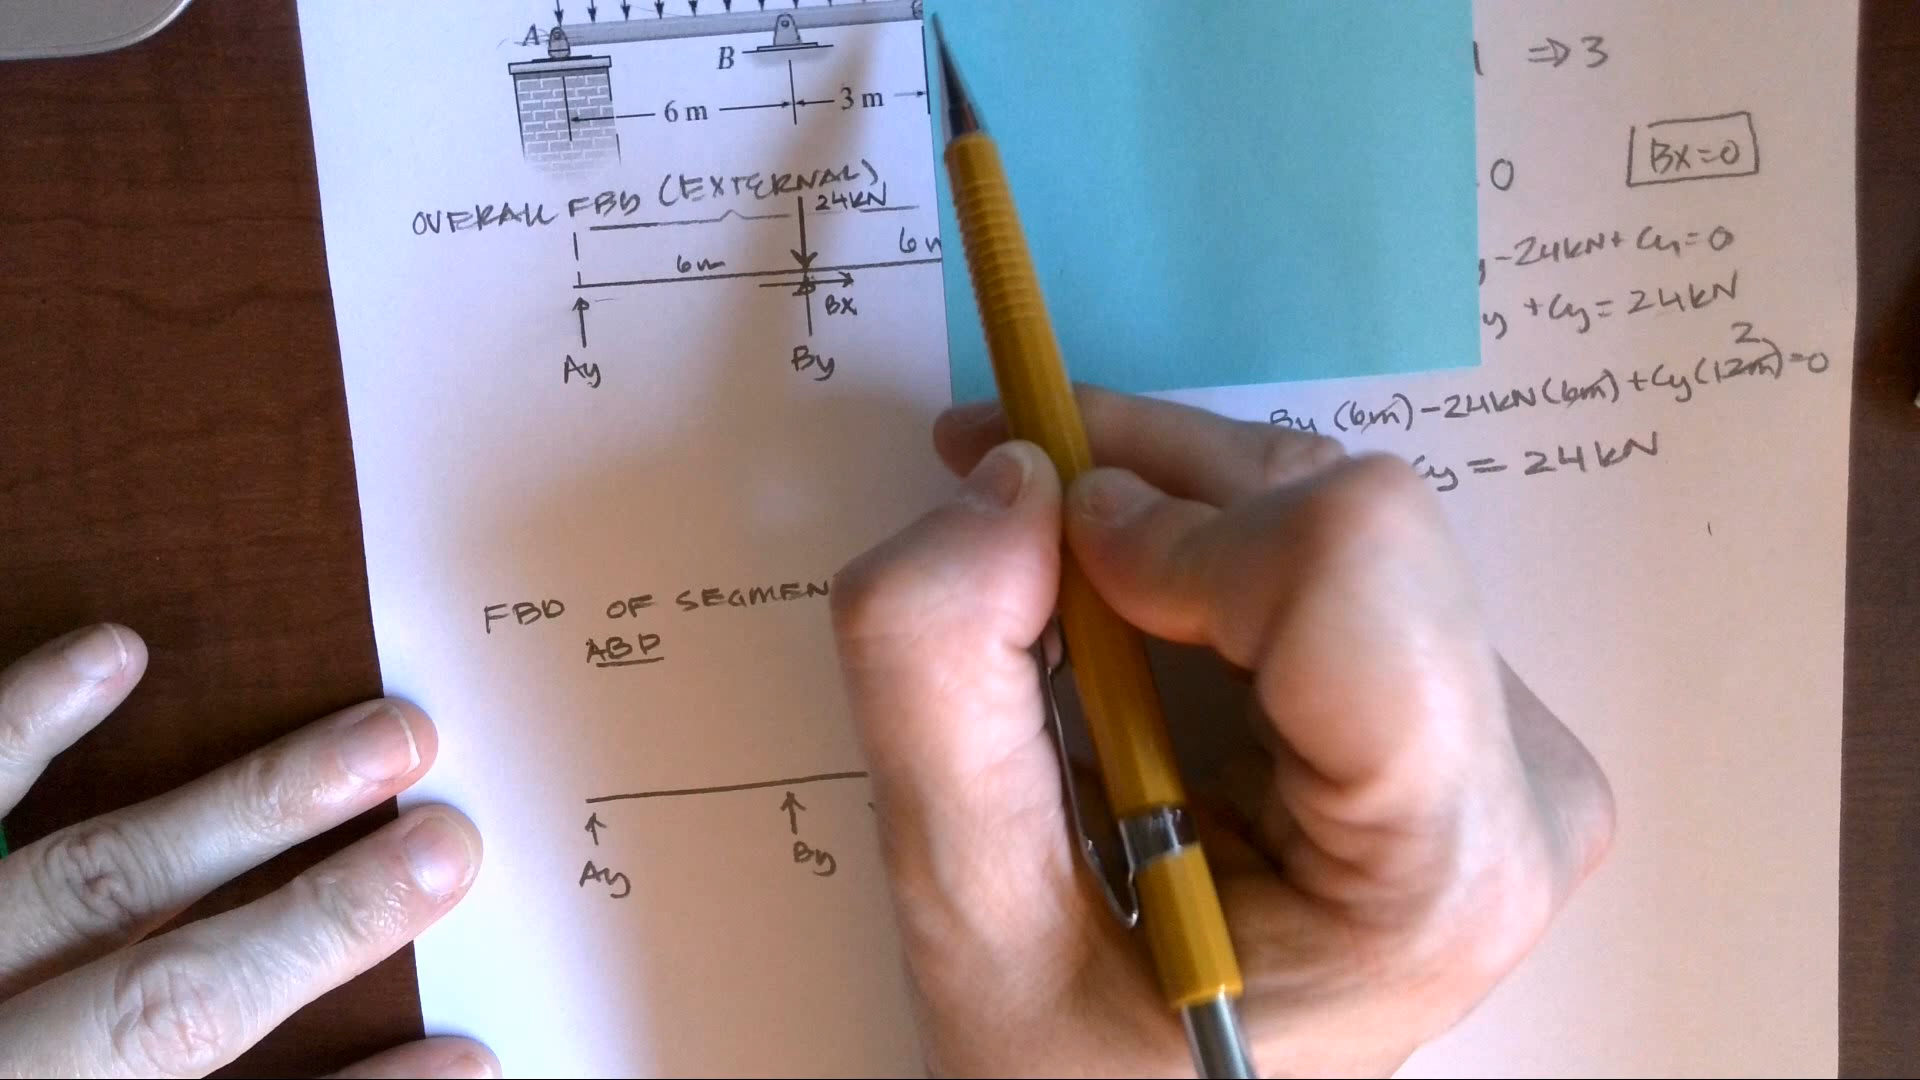 A
B
6 m
3 m
⇒ 3
Bx=0
0
OVERALL FBD (EXTERNAL)
24kN
6m
6m
Bx
Ay
By
-24kN+Cy=0
y +Cy=24kN
2
By (6m)-24kN(6m)+Cy(12m)=0
Cy = 24kN
FBD OF SEGMEN
ABD
Ay
By